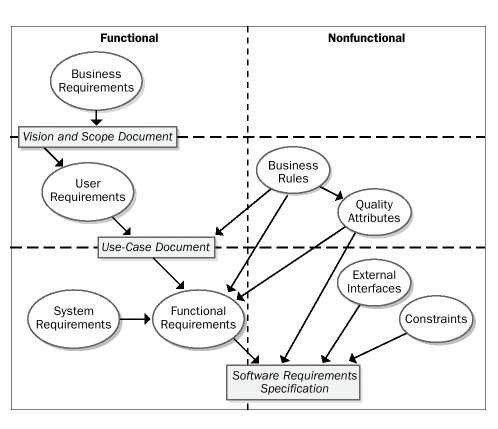 Functional
Nonfunctional
Business
Requirements
Vision and Scope Document
Business
Rules
User
Requirements
Quality
Attributes
Use-Case Document
External
Interfaces
System
Requirements
Functional
Requirements
Constraints
Software Requirements
Specification